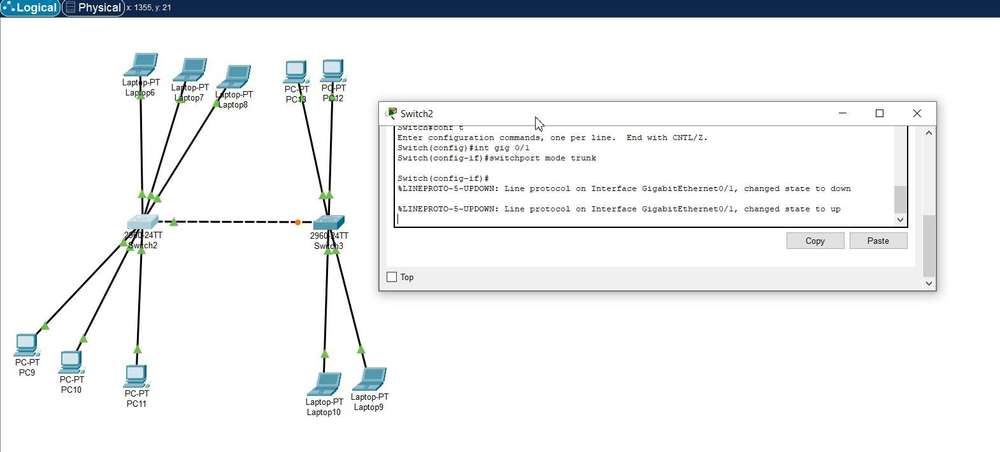 Logical Physical x: 1355, y: 21
Laptop-PT
Laptop6
Laptop-PT
Laptop7
Laptop-PT
Laptop8
PC-PT
PC13
PC-PT
PC12
Switch2
Switch#conf t
Enter configuration commands, one per line.  End with CNTL/Z.
Switch(config)#int gig 0/1
Switch(config-if)#switchport mode trunk
Switch(config-if)#
%LINEPROTO-5-UPDOWN: Line protocol on Interface GigabitEthernet0/1, changed state to down
%LINEPROTO-5-UPDOWN: Line protocol on Interface GigabitEthernet0/1, changed state to up
Copy Paste
Top
2960-24TT
Switch2
2960-24TT
Switch3
PC-PT
PC9
PC-PT
PC10
PC-PT
PC11
Laptop-PT
Laptop10
Laptop-PT
Laptop9